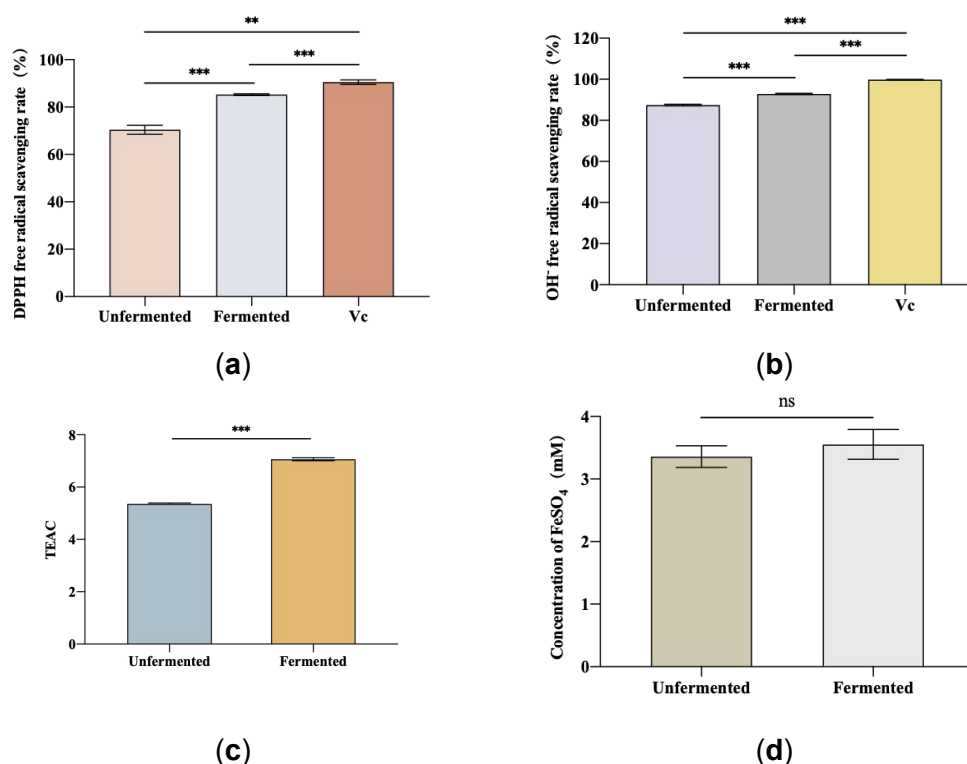 **
***
***
DPPH free radical scavenging rate (%)
100
80
60
40
20
0
Unfermented Fermented Vc
(a)
***
***
***
OH⁻ free radical scavenging rate (%)
120
100
80
60
40
20
0
Unfermented Fermented Vc
(b)
***
TEAC
8
6
4
2
0
Unfermented Fermented
(c)
ns
Concentration of FeSO₄ (mM)
4
3
2
1
0
Unfermented Fermented
(d)